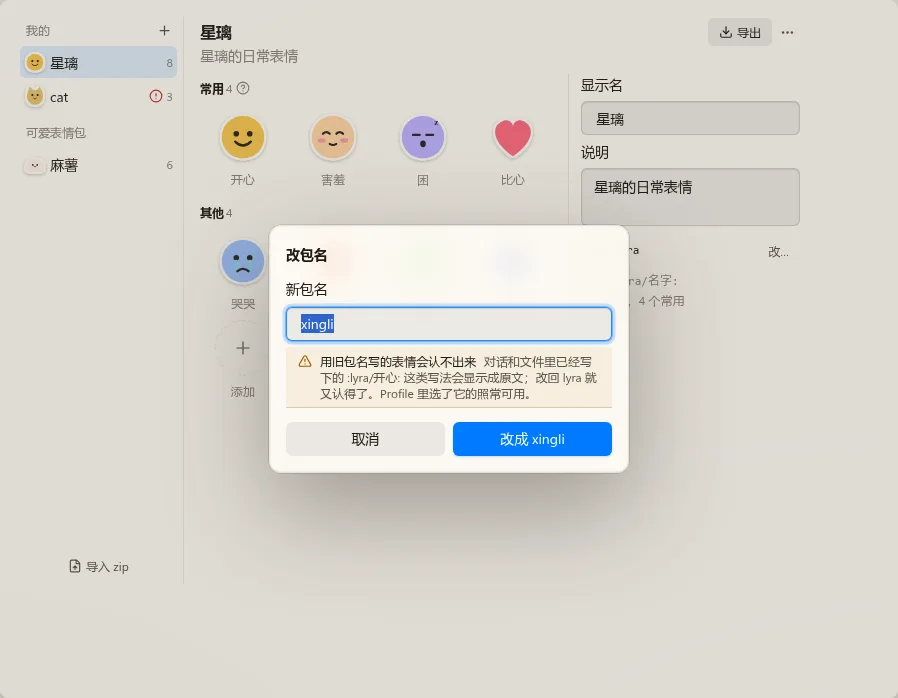 我的
星璃 8
cat 3
可爱表情包
麻薯 6
导入 zip
星璃
星璃的日常表情
导出
常用 4
开心
害羞
困
比心
其他 4
哭哭
添加
显示名
星璃
说明
星璃的日常表情
ra
改...
ra/名字:
，4 个常用
改包名
新包名
xingli
用旧包名写的表情会认不出来 对话和文件里已经写
下的 :lyra/开心: 这类写法会显示成原文；改回 lyra 就
又认得了。Profile 里选了它的照常可用。
取消
改成 xingli